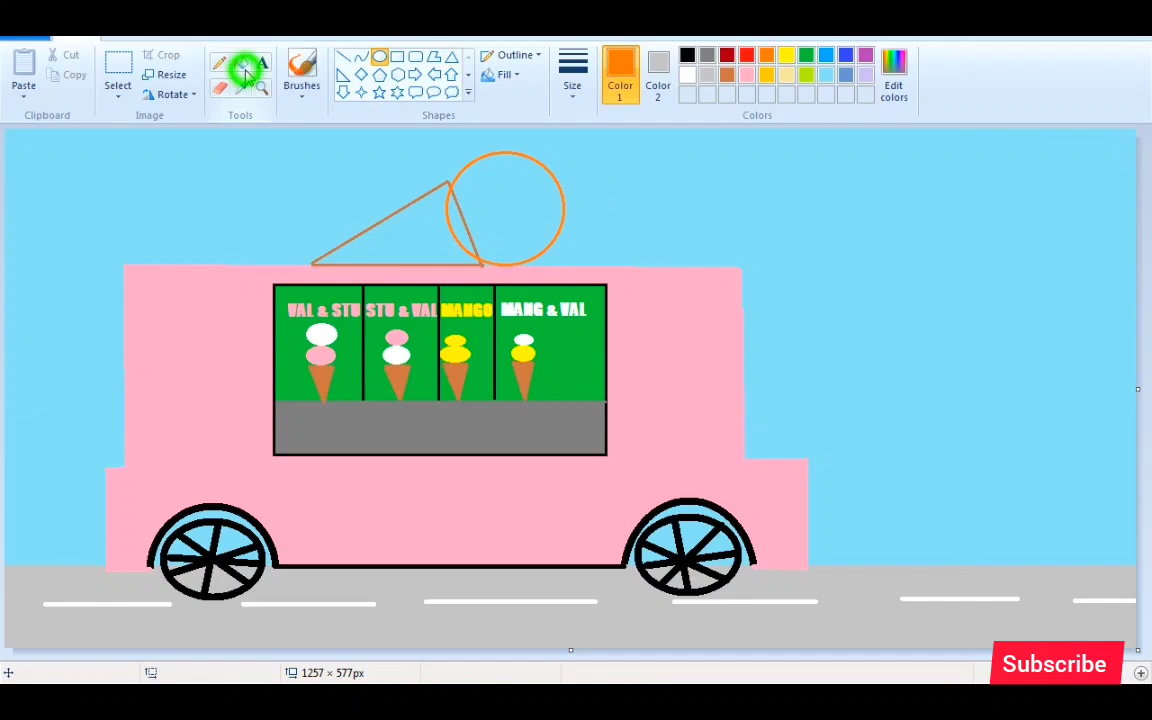 Cut
Crop
Outline
Copy
Resize
Fill
Paste
Select
Rotate
Brushes
Size
Color 1
Color 2
Edit colors
Clipboard
Image
Tools
Shapes
Colors
VAL & STU
STU & VAL
MANGO
MANG & VAL
1257 × 577px
Subscribe